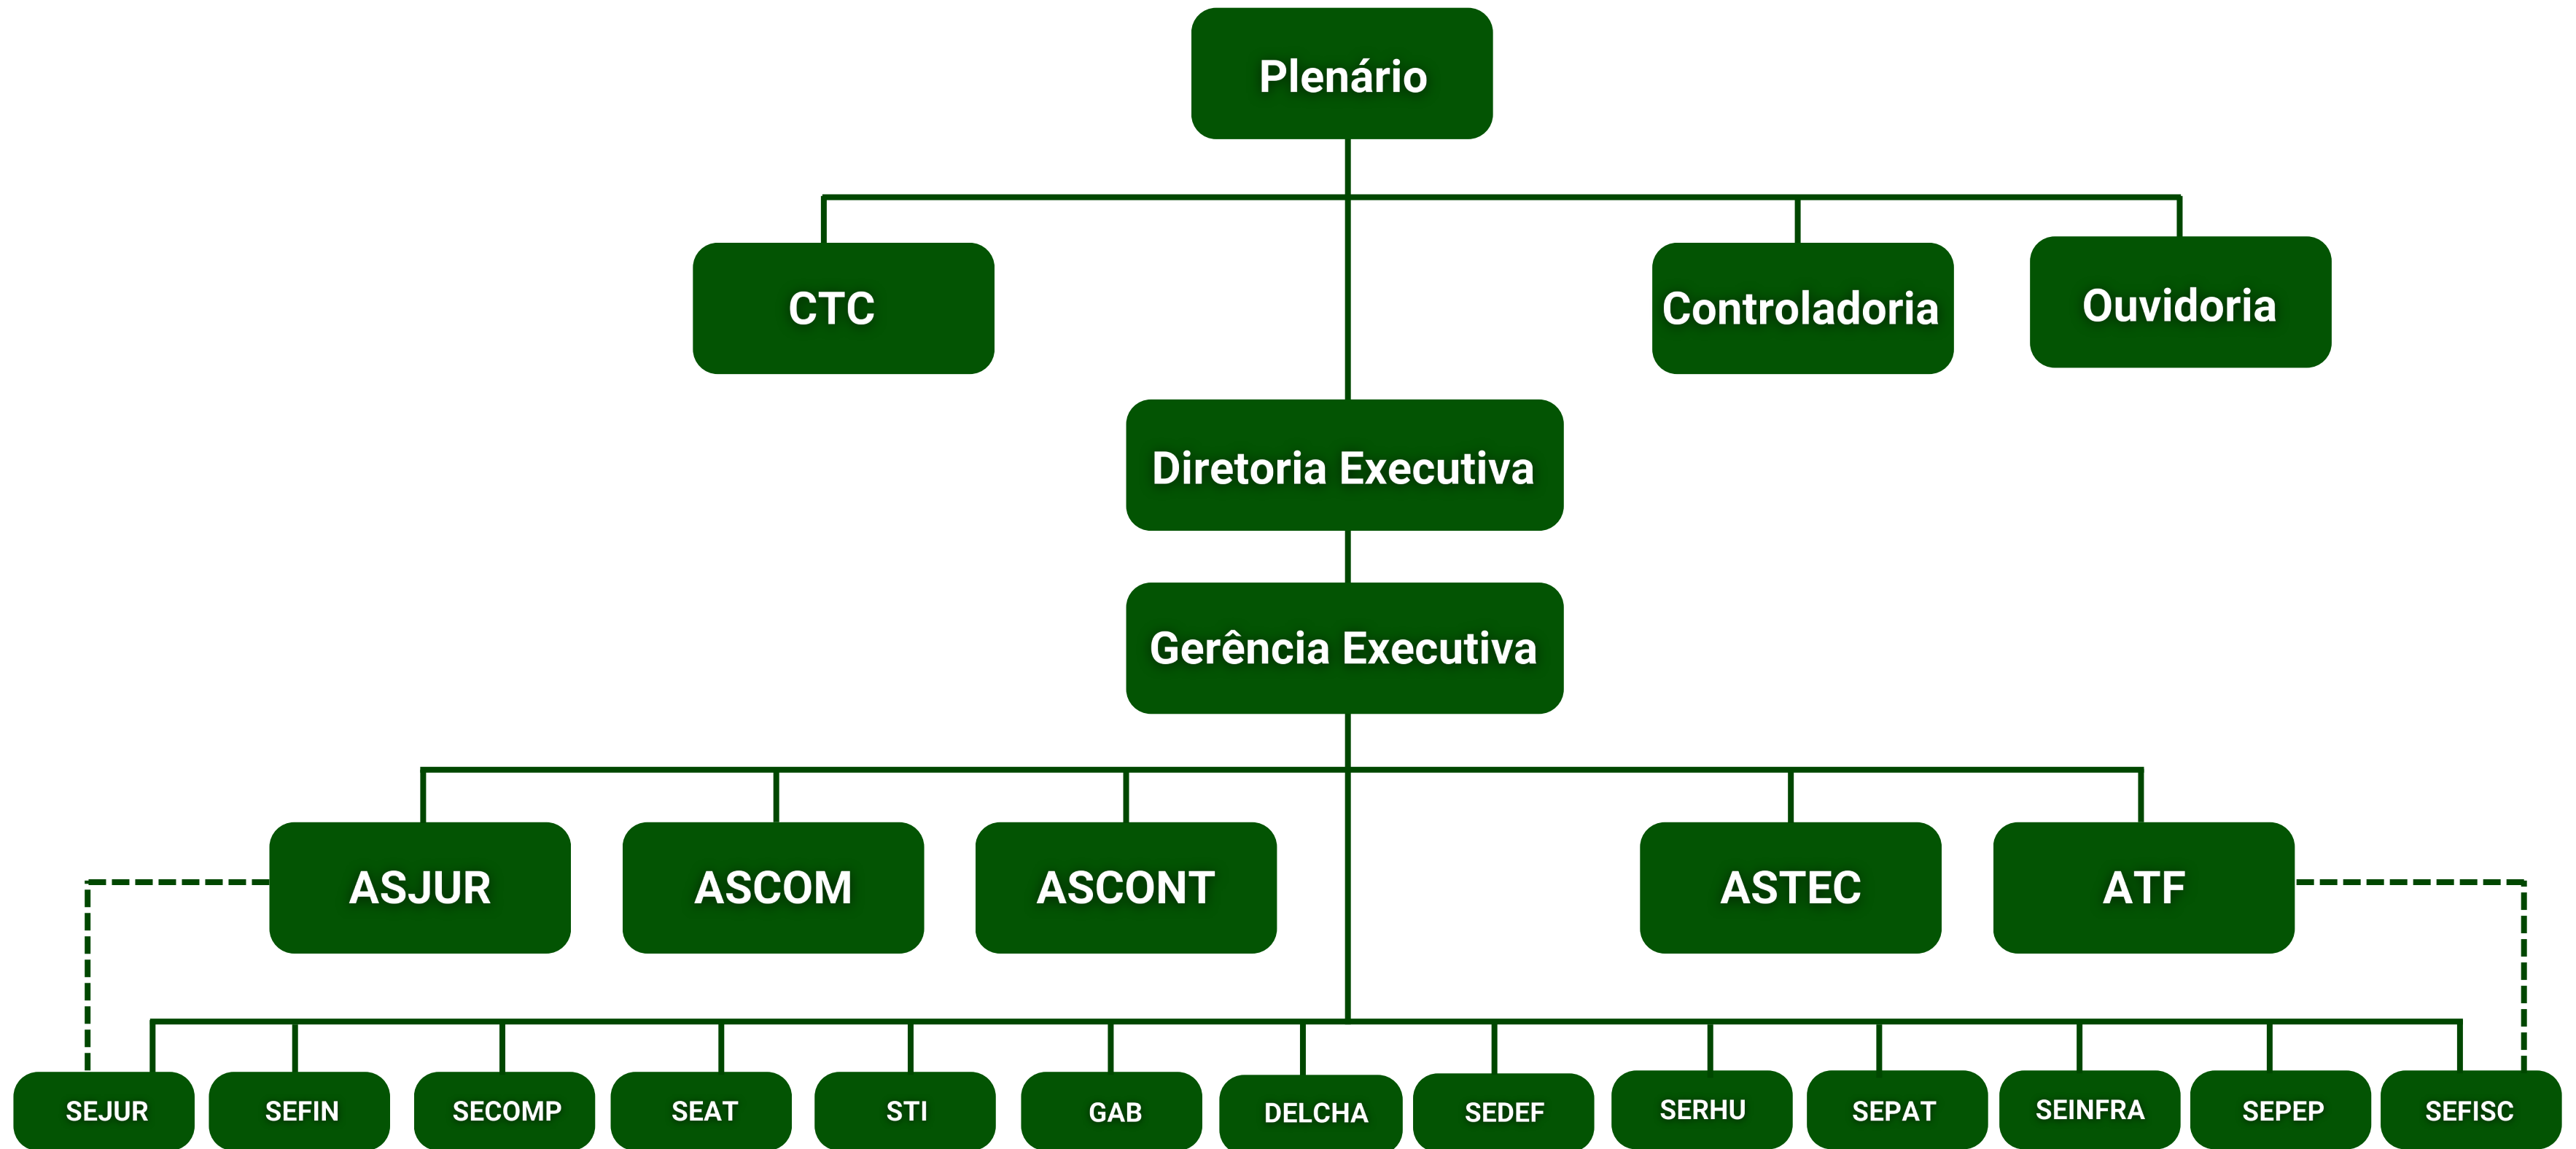 Plenário
CTC
Controladoria
Ouvidoria
Diretoria Executiva
Gerência Executiva
ASJUR
ASCOM
ASCONT
ASTEC
ATF
SEJUR
SEFIN
SECOMP
SEAT
STI
GAB
DELCHA
SEDEF
SERHU
SEPAT
SEINFRA
SEPEP
SEFISC